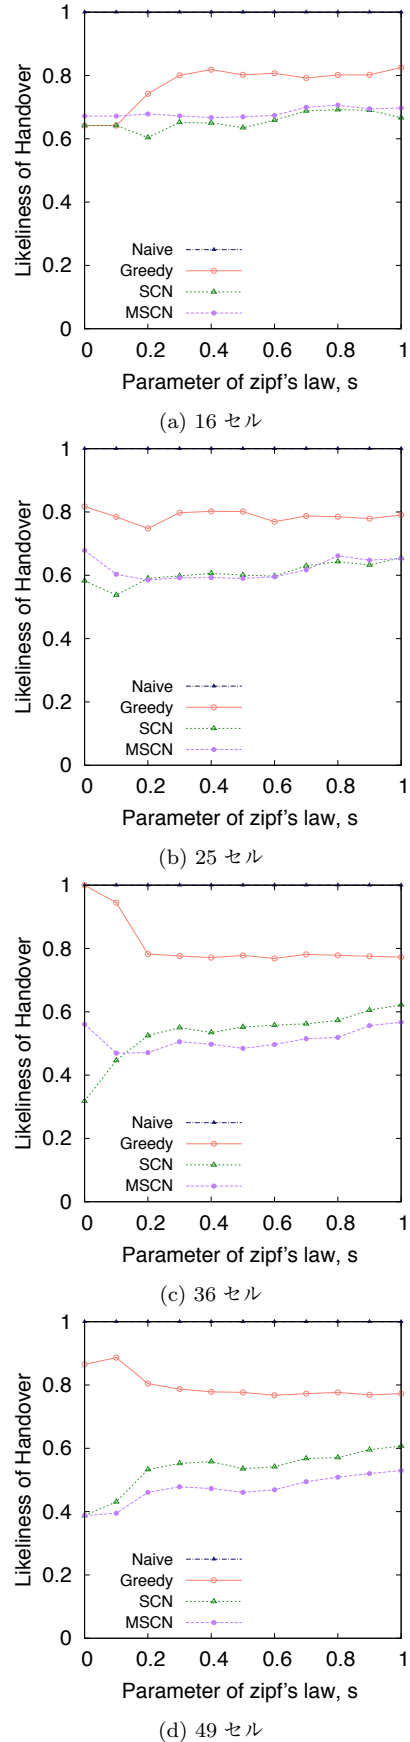 1
0.8
0.6
0.4
0.2
0
Likeliness of Handover
Naive
Greedy
SCN
MSCN
0 0.2 0.4 0.6 0.8 1
Parameter of zipf's law, s
(a) 16 セル
1
0.8
0.6
0.4
0.2
0
Likeliness of Handover
Naive
Greedy
SCN
MSCN
0 0.2 0.4 0.6 0.8 1
Parameter of zipf's law, s
(b) 25 セル
1
0.8
0.6
0.4
0.2
0
Likeliness of Handover
Naive
Greedy
SCN
MSCN
0 0.2 0.4 0.6 0.8 1
Parameter of zipf's law, s
(c) 36 セル
1
0.8
0.6
0.4
0.2
0
Likeliness of Handover
Naive
Greedy
SCN
MSCN
0 0.2 0.4 0.6 0.8 1
Parameter of zipf's law, s
(d) 49 セル